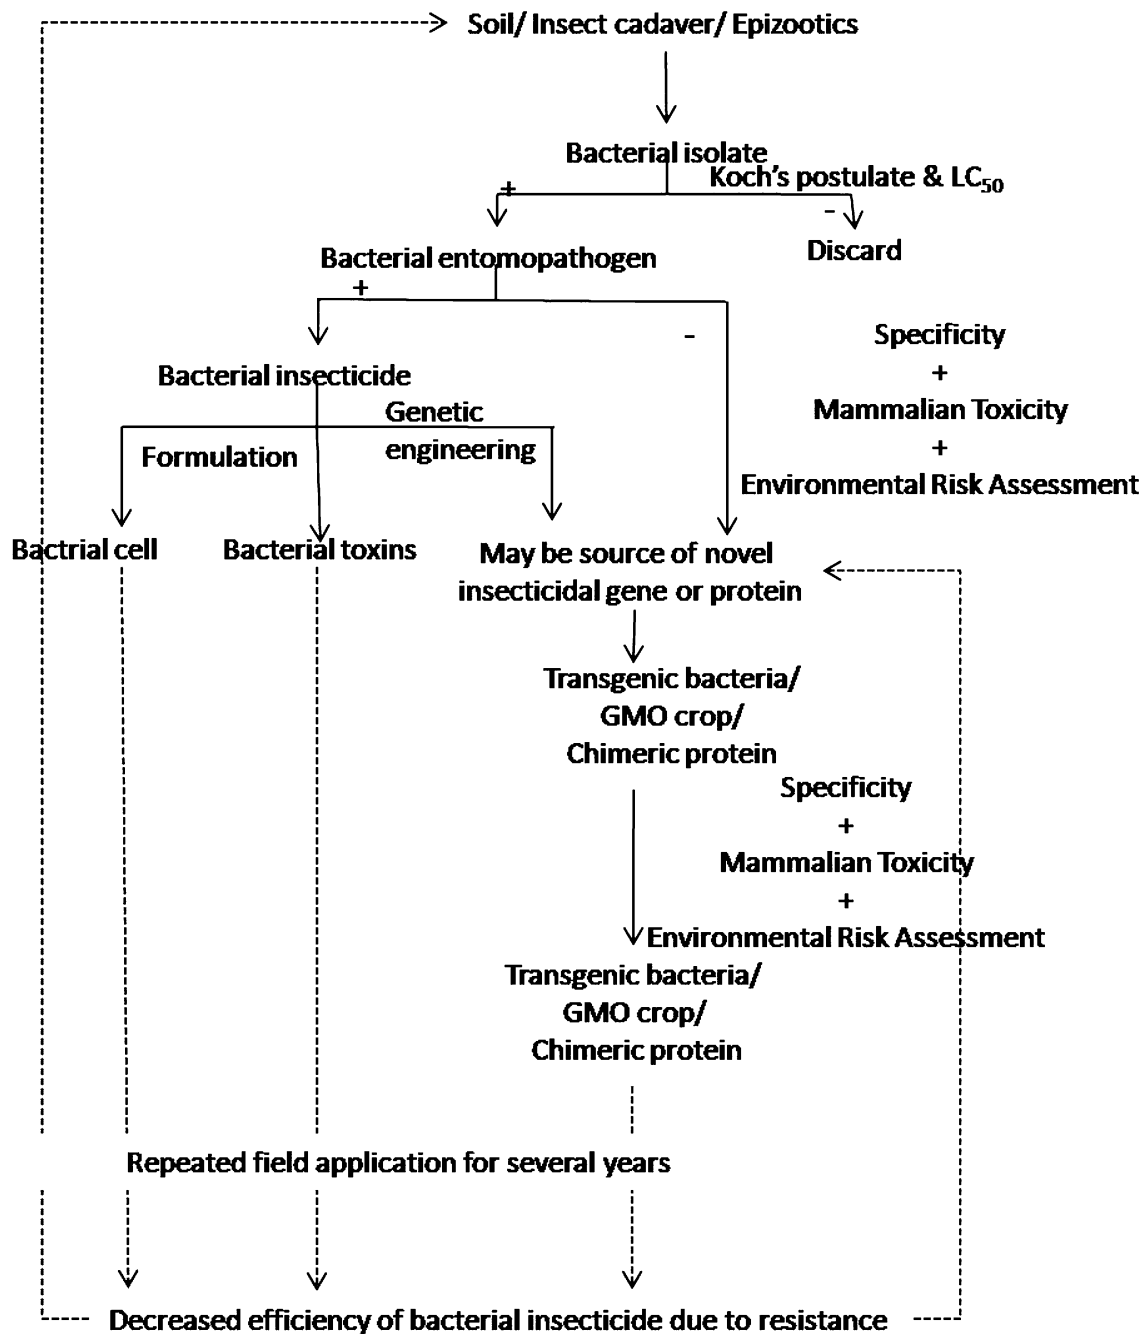 Soil/ Insect cadaver/ Epizootics
Bacterial isolate
Koch's postulate & LC₅₀
+
-
Discard
Bacterial entomopathogen
+
-
Specificity
+
Mammalian Toxicity
+
Environmental Risk Assessment
Bacterial insecticide
Genetic
engineering
Formulation
Bactrial cell
Bacterial toxins
May be source of novel
insecticidal gene or protein
Transgenic bacteria/
GMO crop/
Chimeric protein
Specificity
+
Mammalian Toxicity
+
Environmental Risk Assessment
Transgenic bacteria/
GMO crop/
Chimeric protein
Repeated field application for several years
Decreased efficiency of bacterial insecticide due to resistance